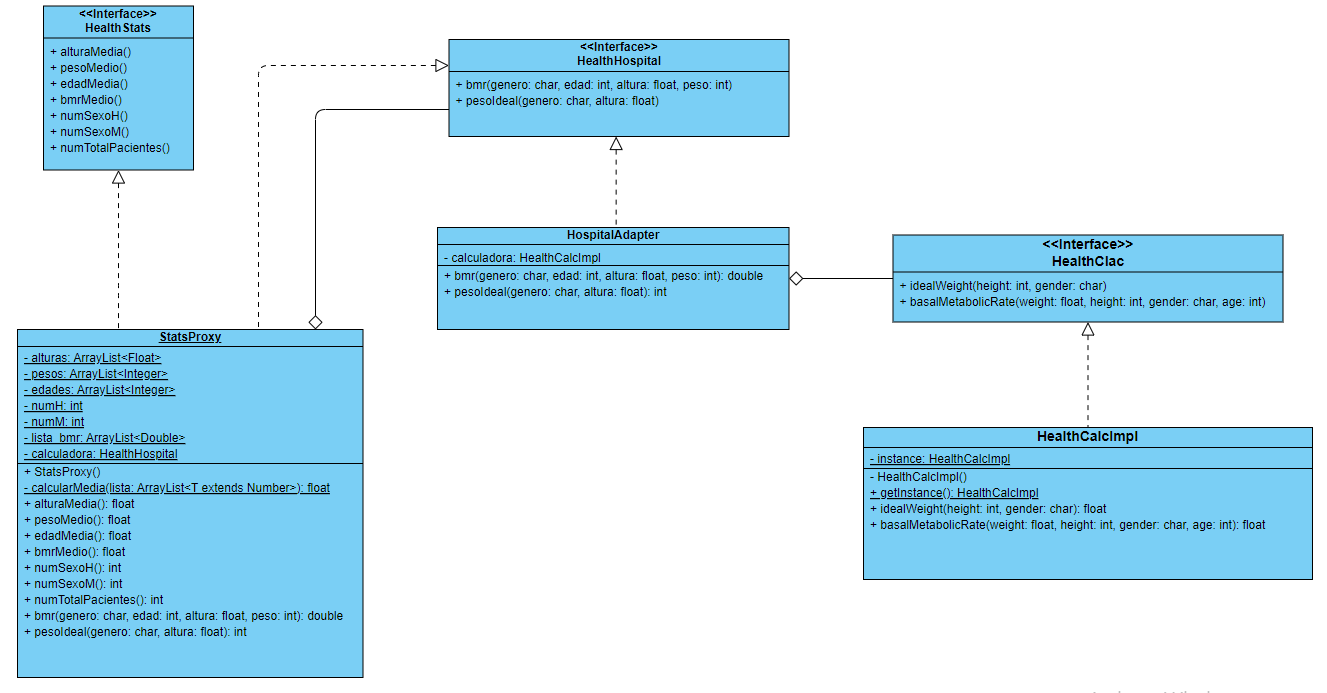 <<Interface>>
HealthStats
+ alturaMedia()
+ pesoMedio()
+ edadMedia()
+ bmrMedio()
+ numSexoH()
+ numSexoM()
+ numTotalPacientes()
<<Interface>>
HealthHospital
+ bmr(genero: char, edad: int, altura: float, peso: int)
+ pesoIdeal(genero: char, altura: float)
HospitalAdapter
- calculadora: HealthCalcImpl
+ bmr(genero: char, edad: int, altura: float, peso: int): double
+ pesoIdeal(genero: char, altura: float): int
<<Interface>>
HealthClac
+ idealWeight(height: int, gender: char)
+ basalMetabolicRate(weight: float, height: int, gender: char, age: int)
StatsProxy
- alturas: ArrayList<Float>
- pesos: ArrayList<Integer>
- edades: ArrayList<Integer>
- numH: int
- numM: int
- lista_bmr: ArrayList<Double>
- calculadora: HealthHospital
+ StatsProxy()
- calcularMedia(lista: ArrayList<T extends Number>): float
+ alturaMedia(): float
+ pesoMedio(): float
+ edadMedia(): float
+ bmrMedio(): float
+ numSexoH(): int
+ numSexoM(): int
+ numTotalPacientes(): int
+ bmr(genero: char, edad: int, altura: float, peso: int): double
+ pesoIdeal(genero: char, altura: float): int
HealthCalcImpl
- instance: HealthCalcImpl
- HealthCalcImpl()
+ getInstance(): HealthCalcImpl
+ idealWeight(height: int, gender: char): float
+ basalMetabolicRate(weight: float, height: int, gender: char, age: int): float